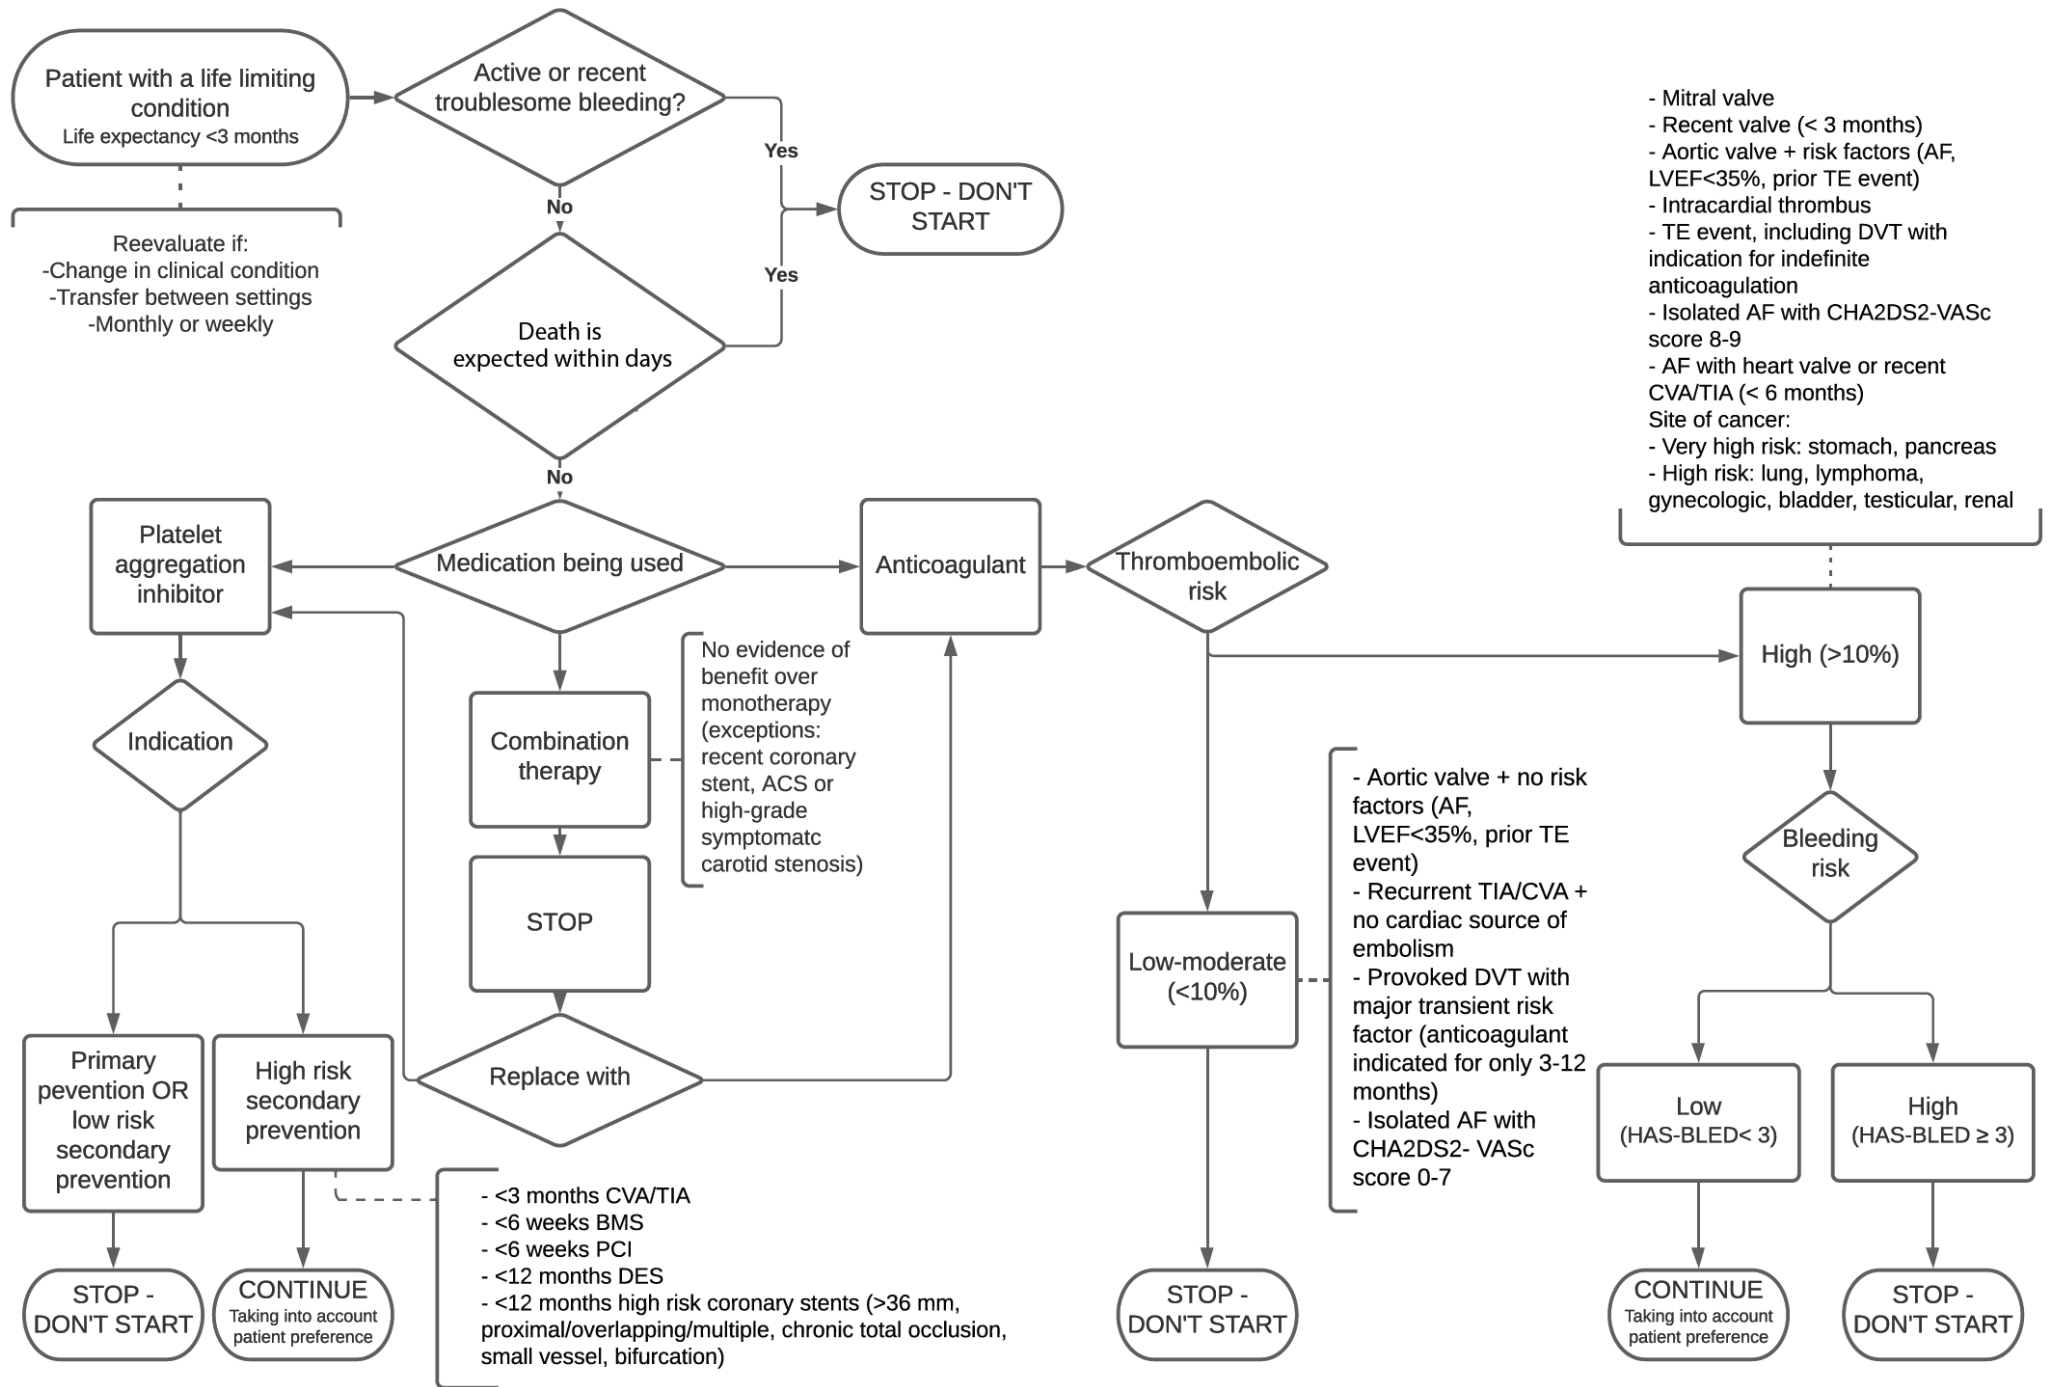 Patient with a life limiting
condition
Life expectancy <3 months
Reevaluate if:
-Change in clinical condition
-Transfer between settings
-Monthly or weekly
Active or recent
troublesome bleeding?
Yes
No
STOP - DON'T
START
Death is
expected within days
Yes
No
Medication being used
Platelet
aggregation
inhibitor
Indication
Primary
pevention OR
low risk
secondary
prevention
STOP -
DON'T START
High risk
secondary
prevention
CONTINUE
Taking into account
patient preference
- <3 months CVA/TIA
- <6 weeks BMS
- <6 weeks PCI
- <12 months DES
- <12 months high risk coronary stents (>36 mm,
proximal/overlapping/multiple, chronic total occlusion,
small vessel, bifurcation)
Combination
therapy
No evidence of
benefit over
monotherapy
(exceptions:
recent coronary
stent, ACS or
high-grade
symptomatc
carotid stenosis)
STOP
Replace with
Anticoagulant
Thromboembolic
risk
Low-moderate
(<10%)
- Aortic valve + no risk
factors (AF,
LVEF<35%, prior TE
event)
- Recurrent TIA/CVA +
no cardiac source of
embolism
- Provoked DVT with
major transient risk
factor (anticoagulant
indicated for only 3-12
months)
- Isolated AF with
CHA2DS2- VASc
score 0-7
STOP -
DON'T START
- Mitral valve
- Recent valve (< 3 months)
- Aortic valve + risk factors (AF,
LVEF<35%, prior TE event)
- Intracardial thrombus
- TE event, including DVT with
indication for indefinite
anticoagulation
- Isolated AF with CHA2DS2-VASc
score 8-9
- AF with heart valve or recent
CVA/TIA (< 6 months)
Site of cancer:
- Very high risk: stomach, pancreas
- High risk: lung, lymphoma,
gynecologic, bladder, testicular, renal
High (>10%)
Bleeding
risk
Low
(HAS-BLED< 3)
CONTINUE
Taking into account
patient preference
High
(HAS-BLED ≥ 3)
STOP -
DON'T START